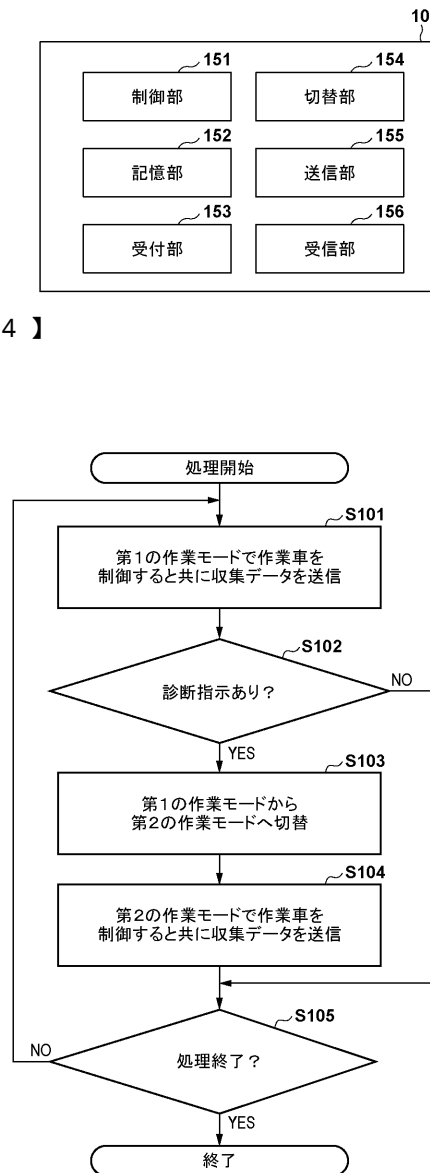 10
151
154
制御部
切替部
152
155
記憶部
送信部
153
156
受付部
受信部
4 】
処理開始
S101
第1の作業モードで作業車を
制御すると共に収集データを送信
S102
診断指示あり?
NO
YES
S103
第1の作業モードから
第2の作業モードへ切替
S104
第2の作業モードで作業車を
制御すると共に収集データを送信
S105
NO
処理終了?
YES
終了